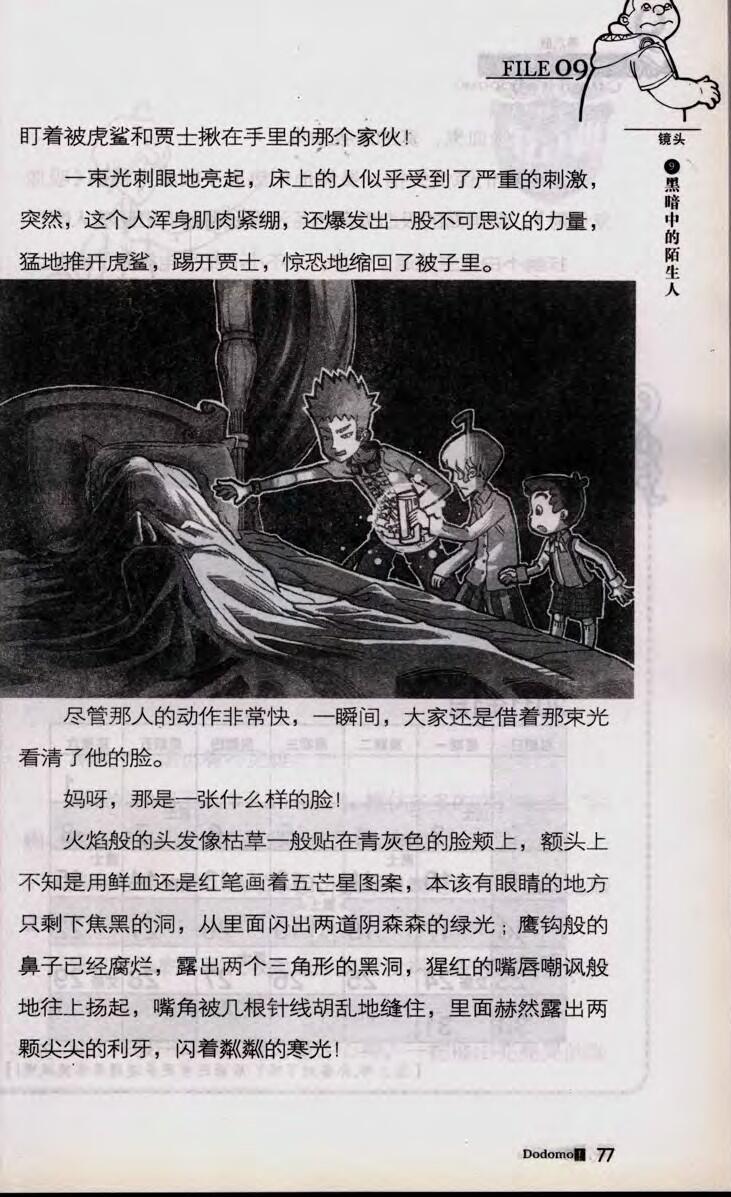 FILE 09
镜头
9 黑暗中的陌生人
盯着被虎鲨和贾士揪在手里的那个家伙！
一束光刺眼地亮起，床上的人似乎受到了严重的刺激，
突然，这个人浑身肌肉紧绷，还爆发出一股不可思议的力量，
猛地推开虎鲨，踢开贾士，惊恐地缩回了被子里。
尽管那人的动作非常快，一瞬间，大家还是借着那束光
看清了他的脸。
妈呀，那是一张什么样的脸！
火焰般的头发像枯草一般贴在青灰色的脸颊上，额头上
不知是用鲜血还是红笔画着五芒星图案，本该有眼睛的地方
只剩下焦黑的洞，从里面闪出两道阴森森的绿光；鹰钩般的
鼻子已经腐烂，露出两个三角形的黑洞，猩红的嘴唇嘲讽般
地往上扬起，嘴角被几根针线胡乱地缝住，里面赫然露出两
颗尖尖的利牙，闪着粼粼的寒光！
Dodomo! 77